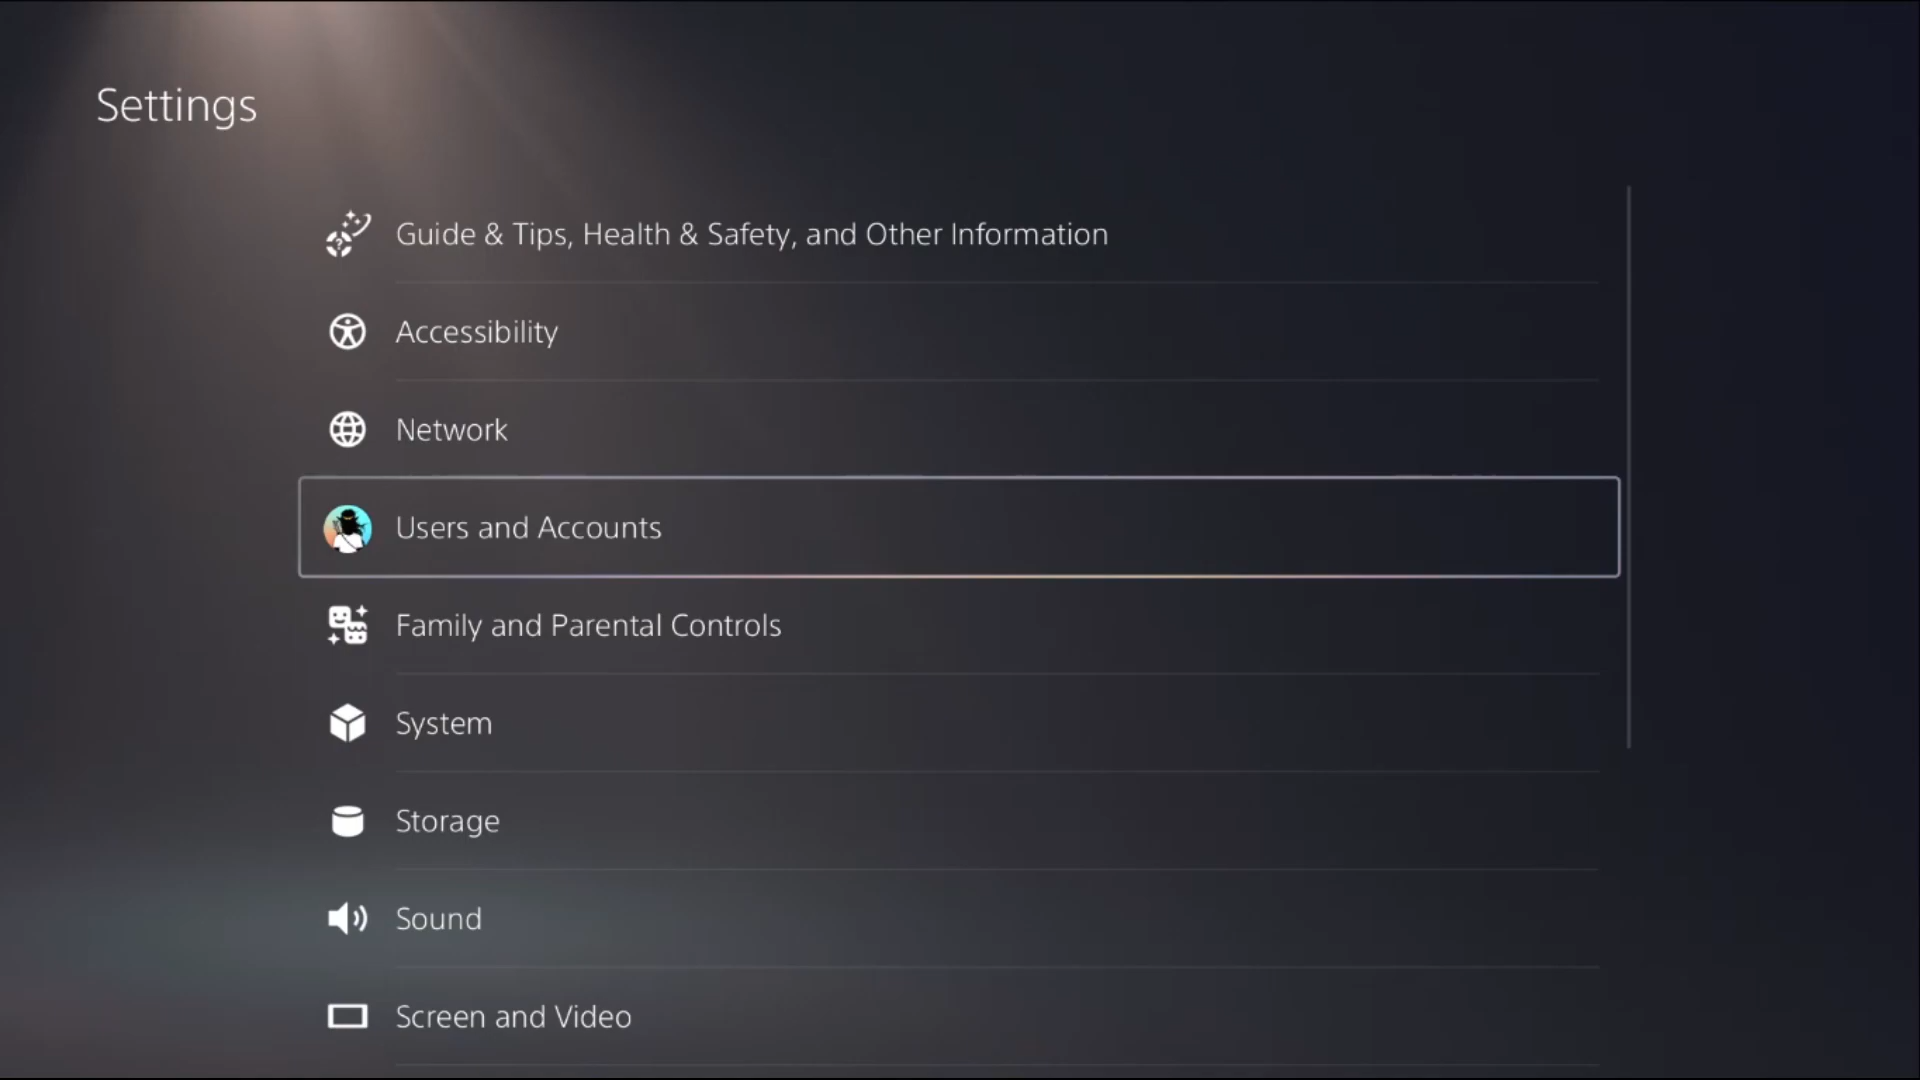 Settings
Guide & Tips, Health & Safety, and Other Information
Accessibility
Network
Users and Accounts
Family and Parental Controls
System
Storage
Sound
Screen and Video